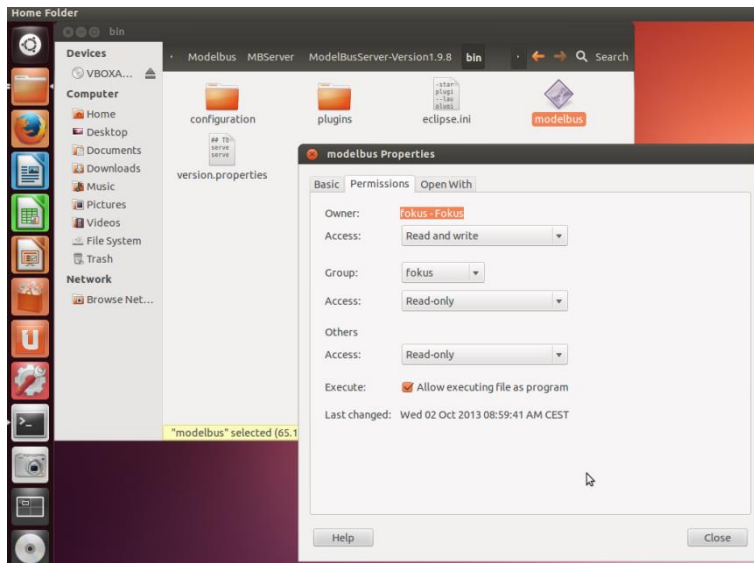 Home Folder
bin
Devices
VBOXA...
Computer
Home
Desktop
Documents
Downloads
Music
Pictures
Videos
File System
Trash
Network
Browse Net...
Modelbus MBServer ModelBusServer-Version1.9.8 bin Search
configuration
plugins
eclipse.ini
modelbus
version.properties
"modelbus" selected (65.1
modelbus Properties
Basic Permissions Open With
Owner: fokus - Fokus
Access: Read and write
Group: fokus
Access: Read-only
Others
Access: Read-only
Execute: Allow executing file as program
Last changed: Wed 02 Oct 2013 08:59:41 AM CEST
Help Close